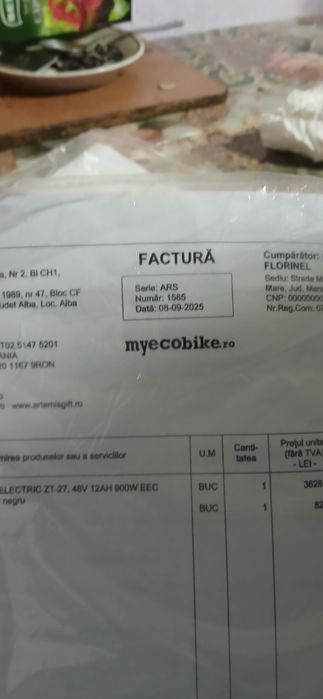 FACTURĂ
Serie: ARS
Număr: 1585
Dată: 08-09-2025
myecobike.ro
Cumpărător:
FLORINEL
Sediu: Strada M
Mare, Jud. Mara
CNP: 00000000
Nr.Reg.Com: 0
a, Nr 2, Bl CH1,
1989, nr 47, Bloc CF
udet Alba, Loc. Alba
T02 5147 5201
ANIA
20 1167 9RON
www.artemisgift.ro
mirea produselor sau a serviciilor
U.M
Canti-
tatea
Prețul unita
(fără TVA)
- LEI -
ELECTRIC ZT-27, 48V 12AH 900W EEC BUC 1 3628
negru BUC 1 82